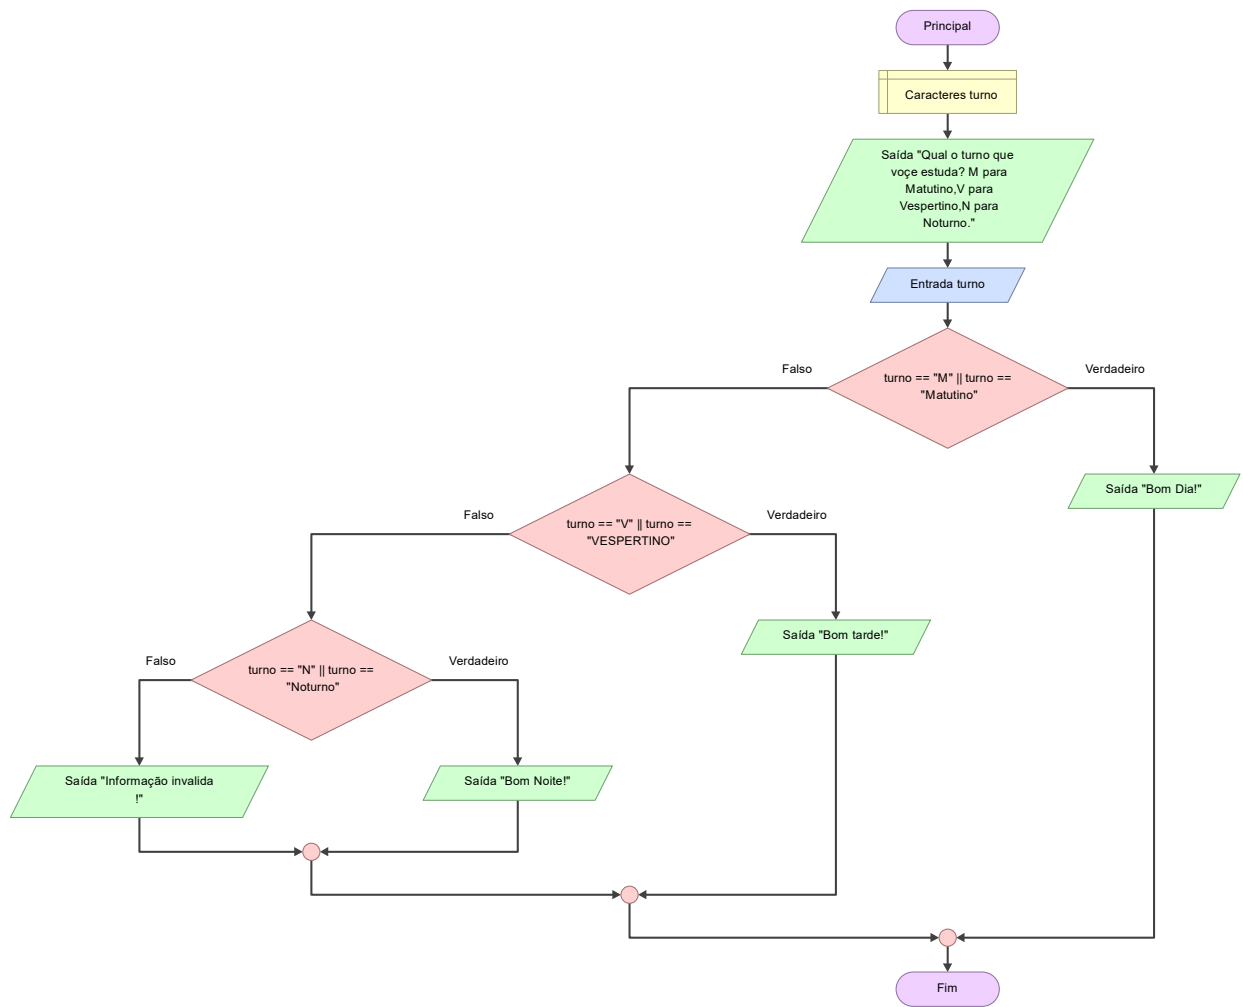 Principal
Caracteres turno
Saída "Qual o turno que
voçe estuda? M para
Matutino,V para
Vespertino,N para
Noturno."
Entrada turno
Falso
Verdadeiro
turno == "M" || turno ==
"Matutino"
Saída "Bom Dia!"
Falso
Verdadeiro
turno == "V" || turno ==
"VESPERTINO"
Saída "Bom tarde!"
Falso
Verdadeiro
turno == "N" || turno ==
"Noturno"
Saída "Informação invalida
!"
Saída "Bom Noite!"
Fim